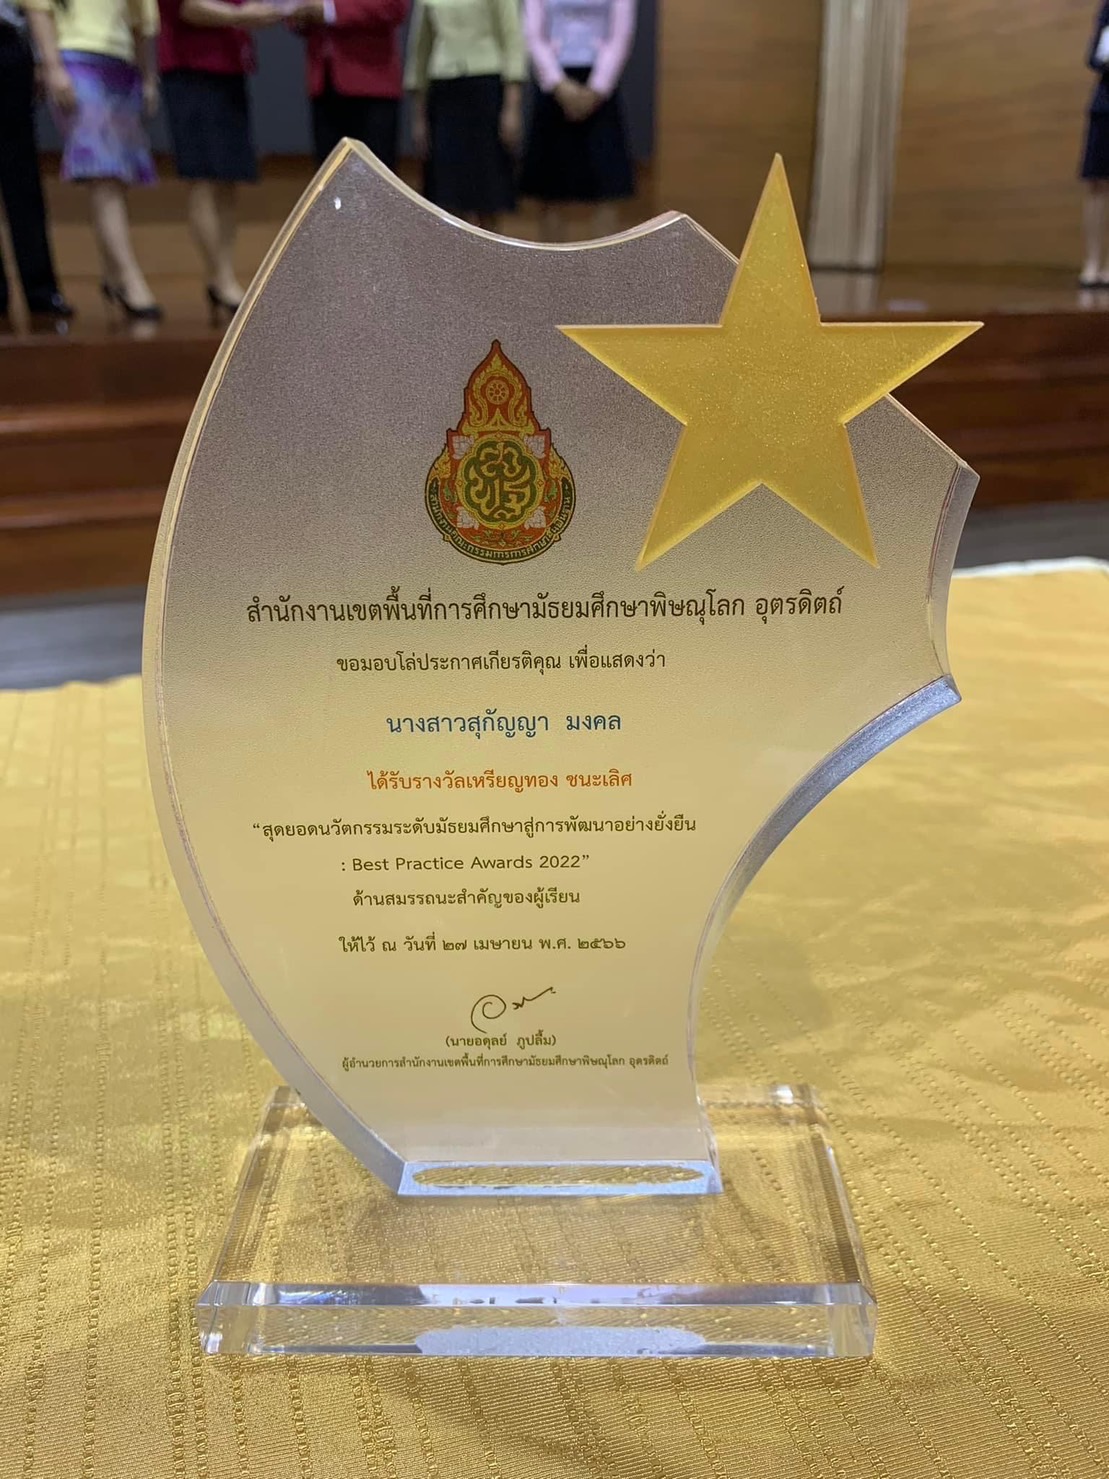 สำนักงานเขตพื้นที่การศึกษามัธยมศึกษาพิษณุโลก อุตรดิตถ์
ขอมอบโล่ประกาศเกียรติคุณ เพื่อแสดงว่า
นางสาวสุกัญญา มงคล
ได้รับรางวัลเหรียญทอง ชนะเลิศ
“สุดยอดนวัตกรรมระดับมัธยมศึกษาสู่การพัฒนาอย่างยั่งยืน
: Best Practice Awards 2022”
ด้านสมรรถนะสำคัญของผู้เรียน
ให้ไว้ ณ วันที่ ๒๗ เมษายน พ.ศ. ๒๕๖๖
(นายอดุลย์ ภูปลื้ม)
ผู้อำนวยการสำนักงานเขตพื้นที่การศึกษามัธยมศึกษาพิษณุโลก อุตรดิตถ์